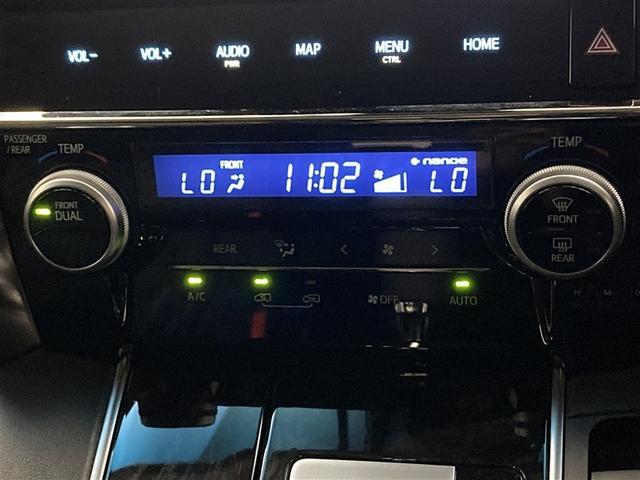 VOL− VOL+ AUDIO MAP MENU HOME
PWR CTRL
PASSENGER
/ REAR
TEMP
TEMP
FRONT
nanoe
LO 11:02 LO
FRONT
DUAL
FRONT
REAR
REAR < >
A/C OFF AUTO
H M